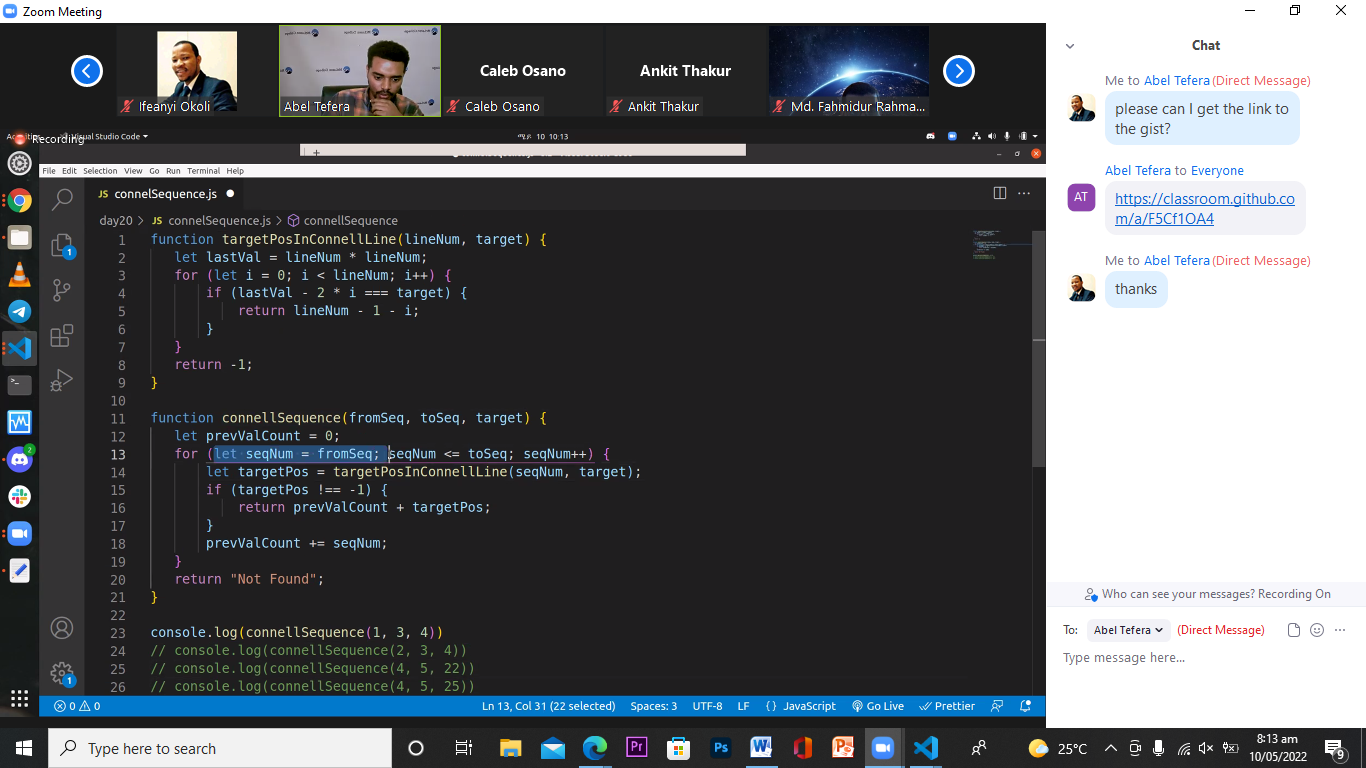 Zoom Meeting
Ifeanyi Okoli
Abel Tefera
Caleb Osano
Caleb Osano
Ankit Thakur
Ankit Thakur
Md. Fahmidur Rahma...
Recording
Visual Studio Code
10 10:13
File Edit Selection View Go Run Terminal Help
JS connelSequence.js
day20 > JS connelSequence.js > connellSequence
1 function targetPosInConnellLine(lineNum, target) {
2 let lastVal = lineNum * lineNum;
3 for (let i = 0; i < lineNum; i++) {
4 if (lastVal - 2 * i === target) {
5 return lineNum - 1 - i;
6 }
7 }
8 return -1;
9 }
10
11 function connellSequence(fromSeq, toSeq, target) {
12 let prevValCount = 0;
13 for (let seqNum = fromSeq; seqNum <= toSeq; seqNum++) {
14 let targetPos = targetPosInConnellLine(seqNum, target);
15 if (targetPos !== -1) {
16 return prevValCount + targetPos;
17 }
18 prevValCount += seqNum;
19 }
20 return "Not Found";
21 }
22
23 console.log(connellSequence(1, 3, 4))
24 // console.log(connellSequence(2, 3, 4))
25 // console.log(connellSequence(4, 5, 22))
26 // console.log(connellSequence(4, 5, 25))
1
1
2
0 0
Ln 13, Col 31 (22 selected) Spaces: 3 UTF-8 LF {} JavaScript Go Live Prettier
Chat
Me to Abel Tefera (Direct Message)
please can I get the link to
the gist?
Abel Tefera to Everyone
AT
https://classroom.github.co
m/a/F5Cf1OA4
Me to Abel Tefera (Direct Message)
thanks
Who can see your messages? Recording On
To: Abel Tefera (Direct Message)
Type message here...
Type here to search
Pr
Ps
25°C
8:13 am
10/05/2022
9